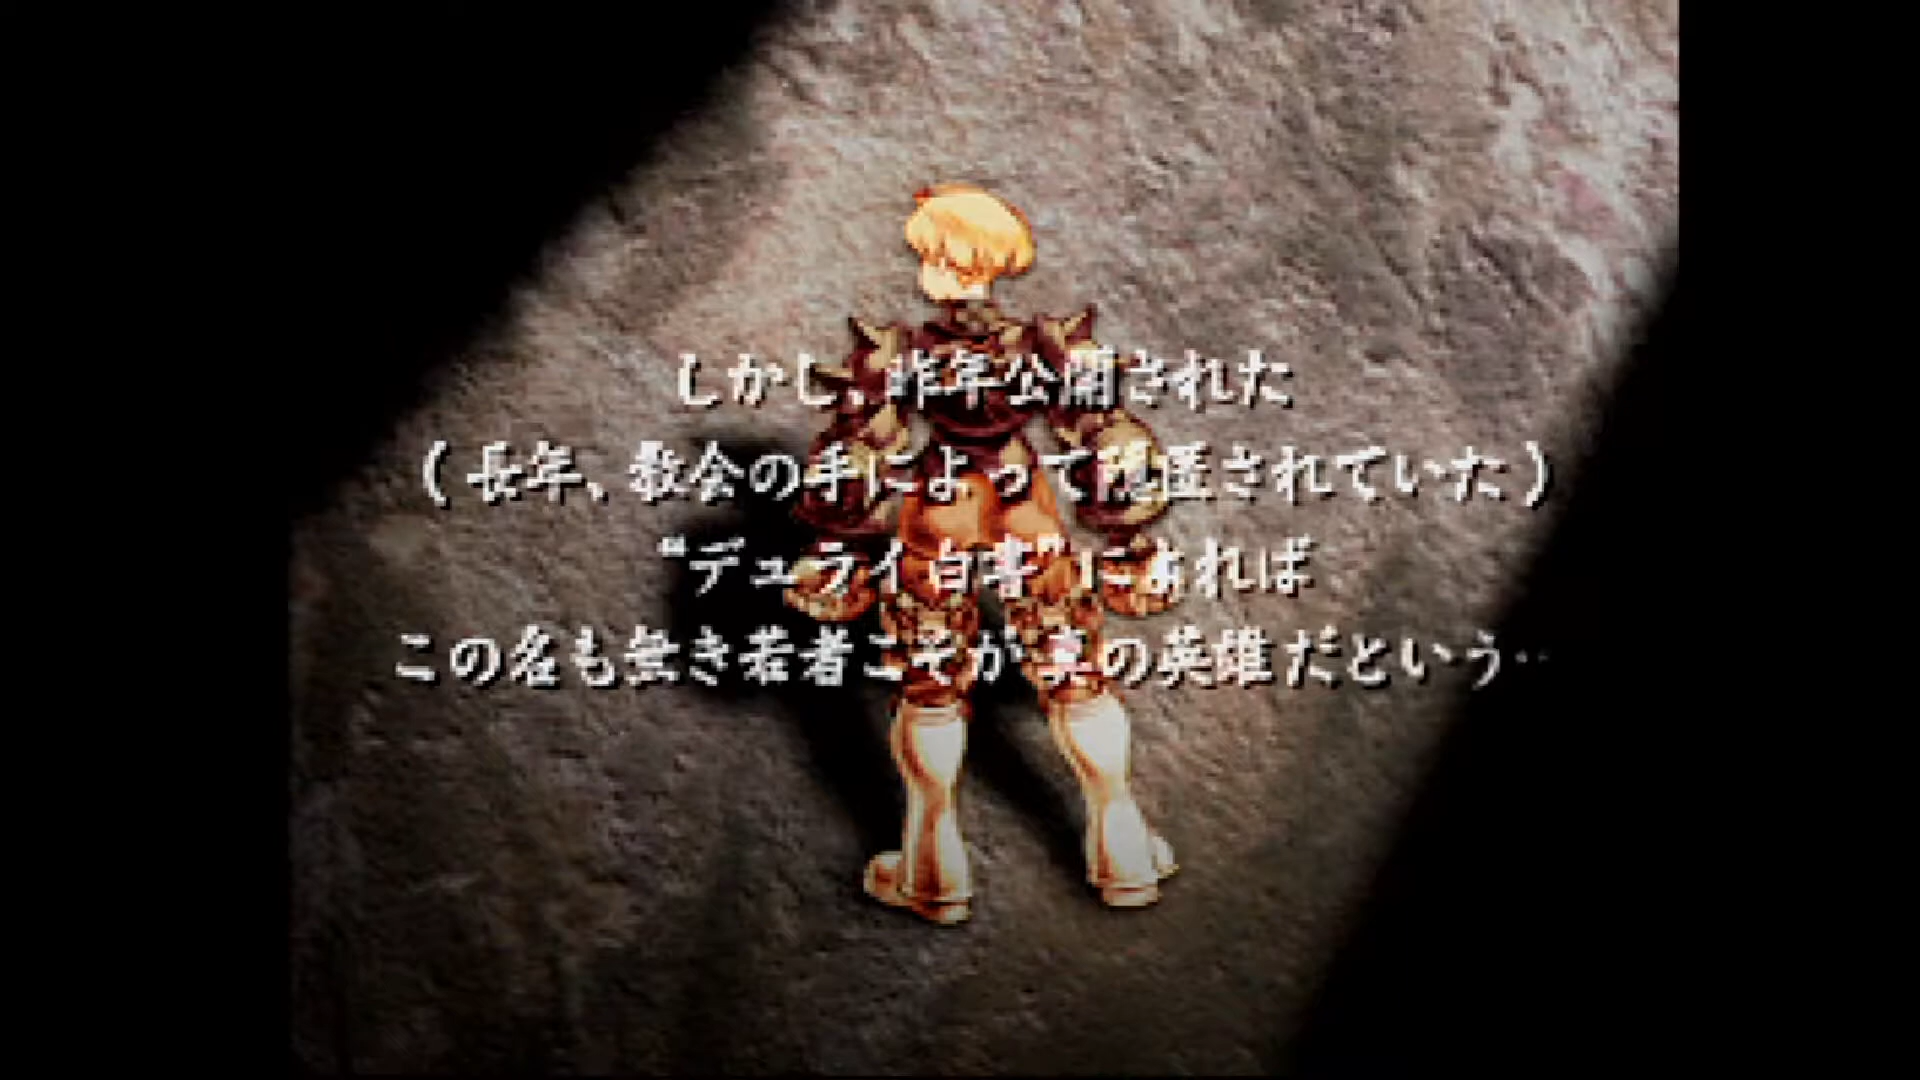 しかし、昨年公開された
(長年、教会の手によって隠匿されていた)
“デュライ白書”にあれば
この名も無き若者こそが真の英雄だという‥